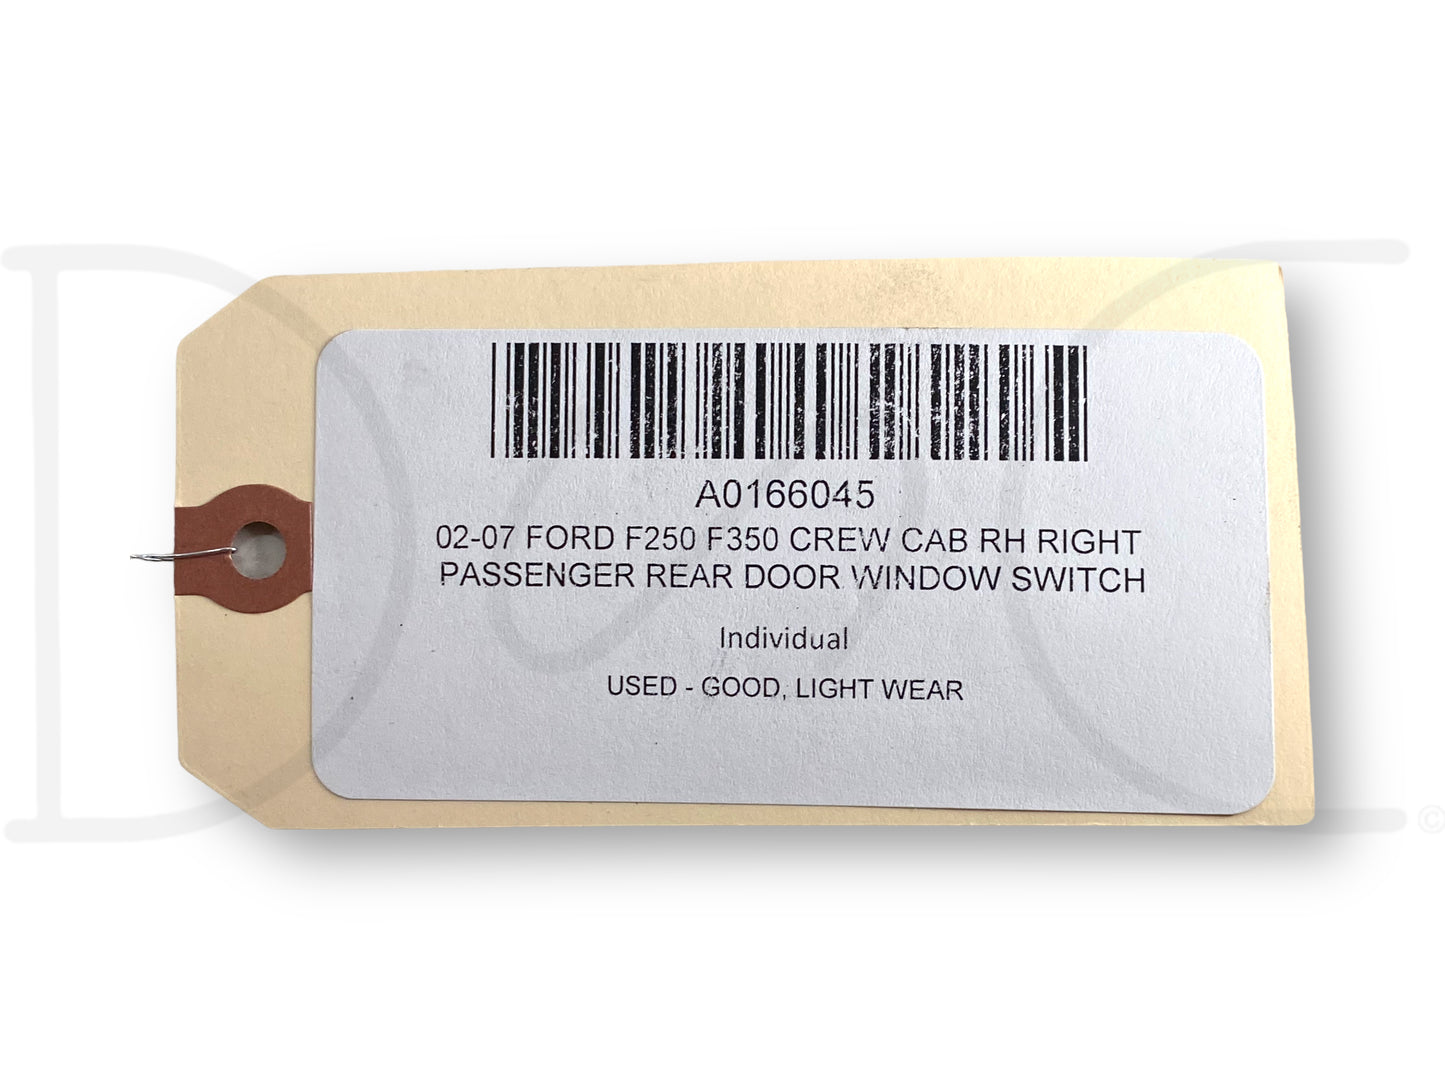 A0166045
02-07 FORD F250 F350 CREW CAB RH RIGHT
PASSENGER REAR DOOR WINDOW SWITCH
Individual
USED - GOOD, LIGHT WEAR
©